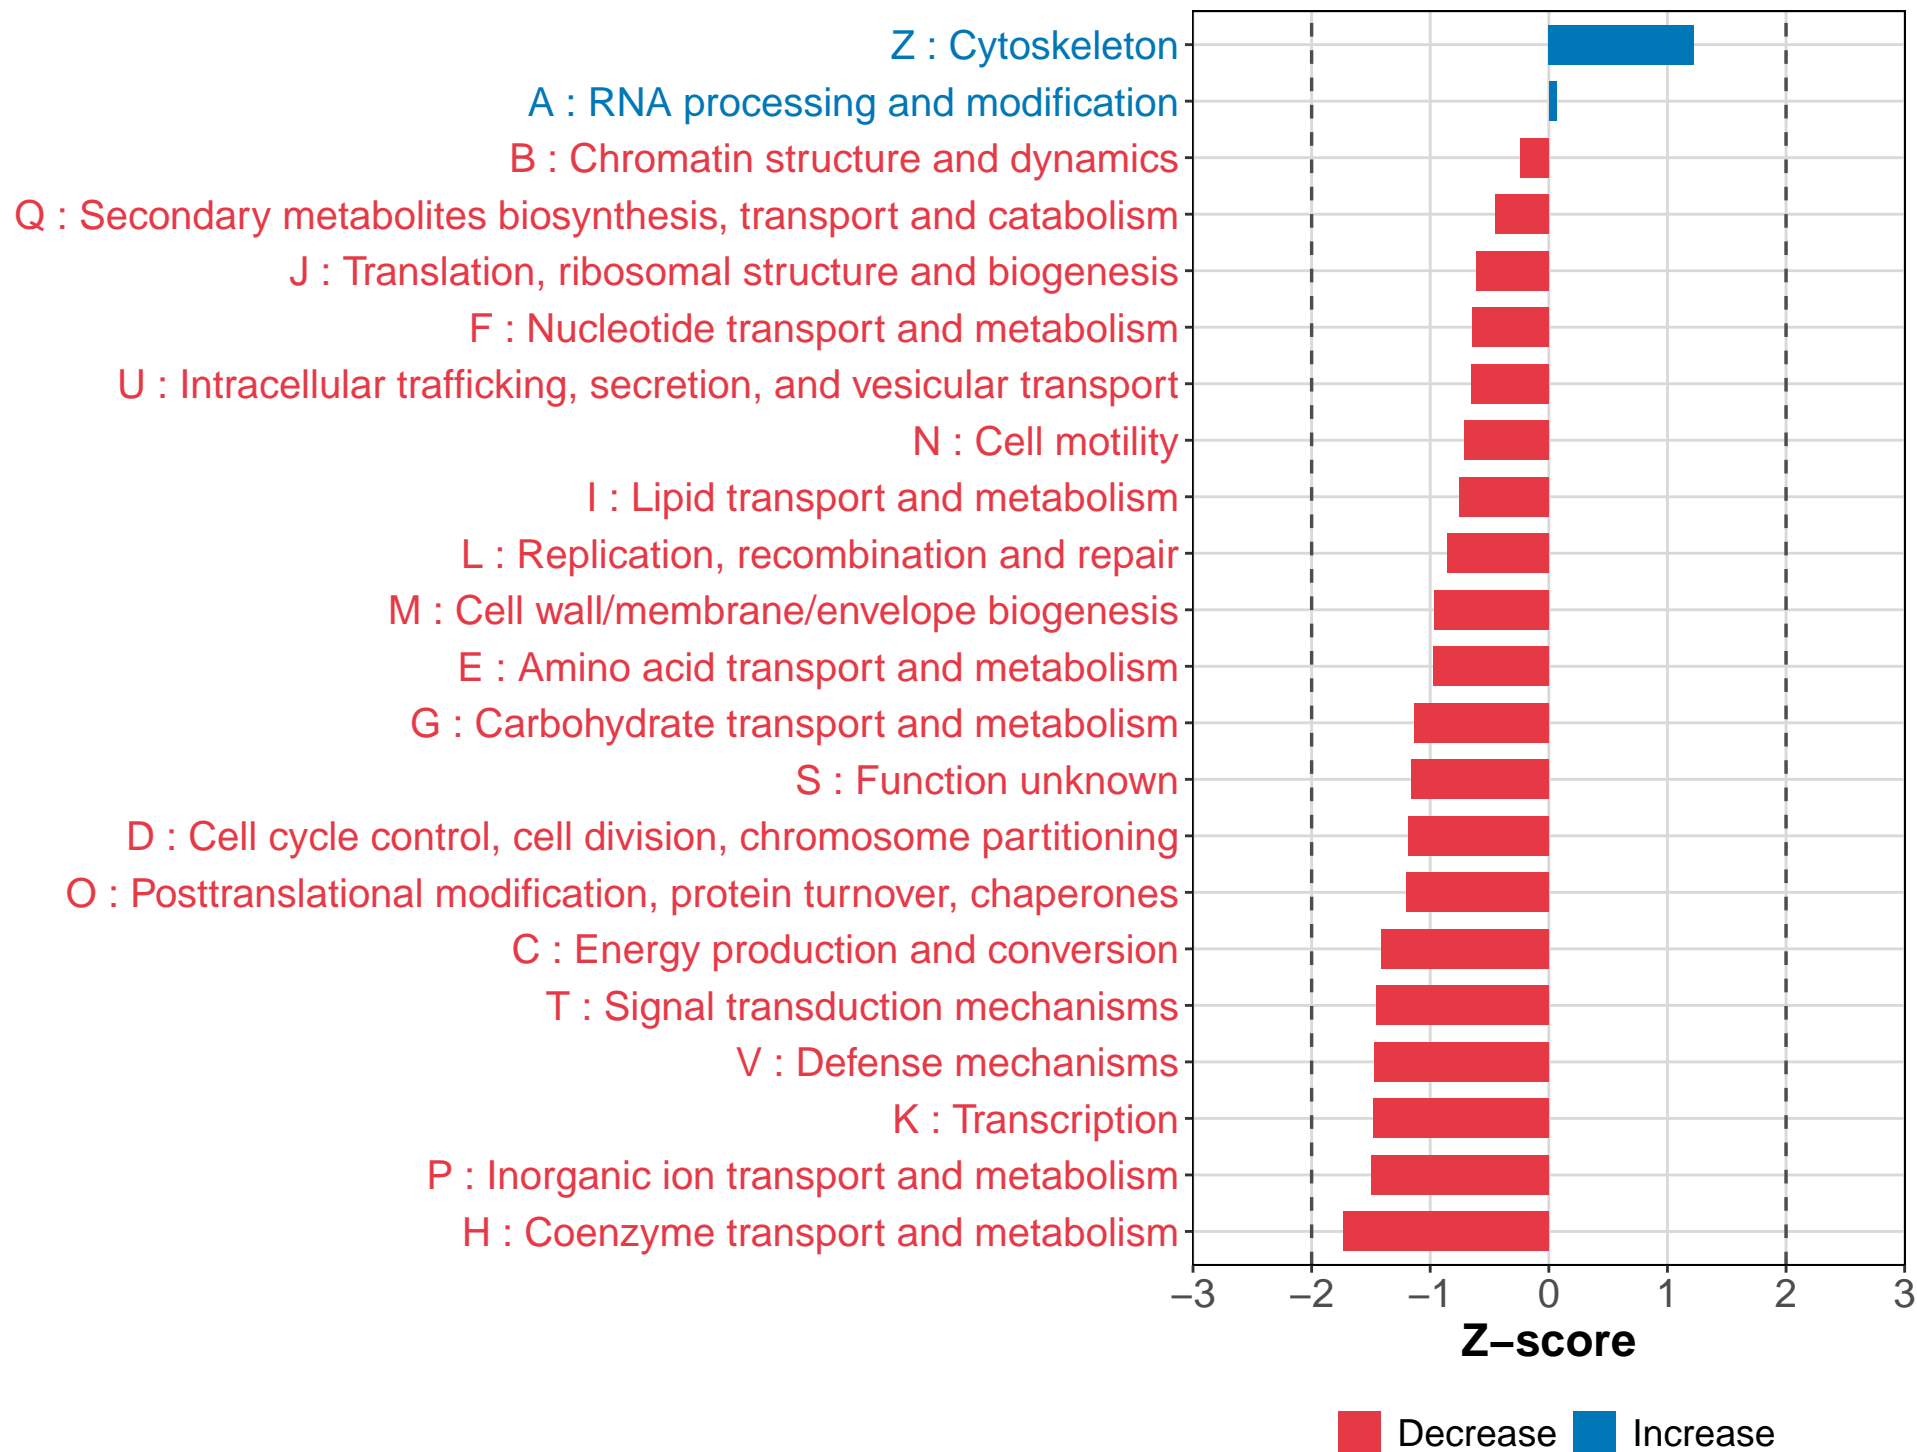 Z : Cytoskeleton
A : RNA processing and modification
B : Chromatin structure and dynamics
Q : Secondary metabolites biosynthesis, transport and catabolism
J : Translation, ribosomal structure and biogenesis
F : Nucleotide transport and metabolism
U : Intracellular trafficking, secretion, and vesicular transport
N : Cell motility
I : Lipid transport and metabolism
L : Replication, recombination and repair
M : Cell wall/membrane/envelope biogenesis
E : Amino acid transport and metabolism
G : Carbohydrate transport and metabolism
S : Function unknown
D : Cell cycle control, cell division, chromosome partitioning
O : Posttranslational modification, protein turnover, chaperones
C : Energy production and conversion
T : Signal transduction mechanisms
V : Defense mechanisms
K : Transcription
P : Inorganic ion transport and metabolism
H : Coenzyme transport and metabolism
−3 −2 −1 0 1 2 3
Z−score
Decrease Increase